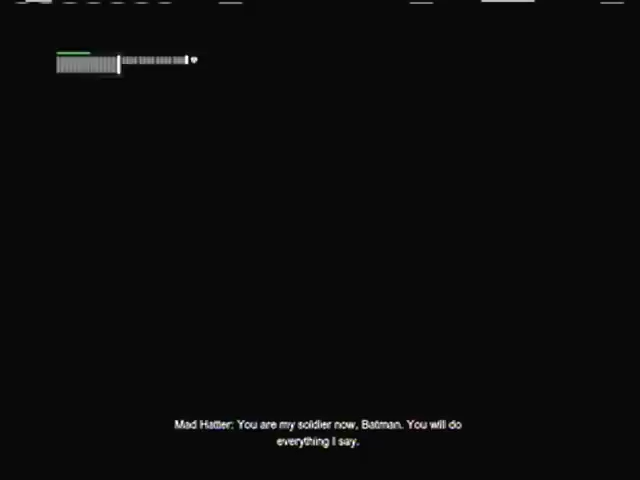 Mad Hatter: You are my soldier now, Batman. You will do
everything I say.